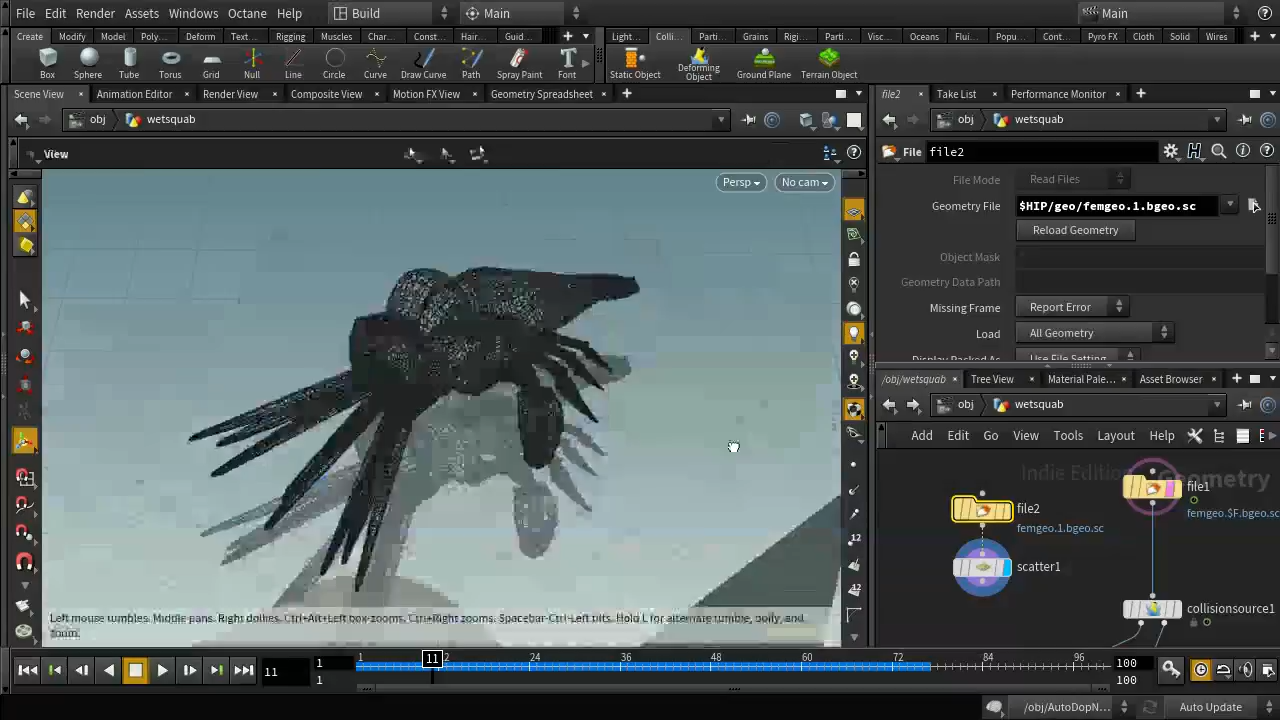 File Edit Render Assets Windows Octane Help Build Main Main
Create Modify Model Poly... Deform Text... Rigging Muscles Char... Const... Hair... Guid... Light... Colli... Parti... Grains Rigi... Parti... Visc... Oceans Flui... Popu... Cont... Pyro FX Cloth Solid Wires
Box Sphere Tube Torus Grid Null Line Circle Curve Draw Curve Path Spray Paint Font Static Object Deforming Object Ground Plane Terrain Object
Scene View Animation Editor Render View Composite View Motion FX View Geometry Spreadsheet
file2 Take List Performance Monitor
obj wetsquab
obj wetsquab
View
File file2
Persp No cam
File Mode Read Files
Geometry File $HIP/geo/femgeo.1.bgeo.sc
Reload Geometry
Object Mask
Geometry Data Path
Missing Frame Report Error
Load All Geometry
Display Packed As Use File Setting
/obj/wetsquab Tree View Material Pale... Asset Browser
obj wetsquab
Add Edit Go View Tools Layout Help
Indie Edition Geometry
file1
femgeo.$F.bgeo.sc
file2
femgeo.1.bgeo.sc
scatter1
collisionsource1
12
12
Left mouse tumbles. Middle pans. Right dollies. Ctrl+Alt+Left box-zooms. Ctrl+Right zooms. Spacebar-Ctrl-Left tilts. Hold L for alternate tumble, dolly, and
zoom.
11 1 1 11 24 36 48 60 72 84 96 100 100
/obj/AutoDopN... Auto Update